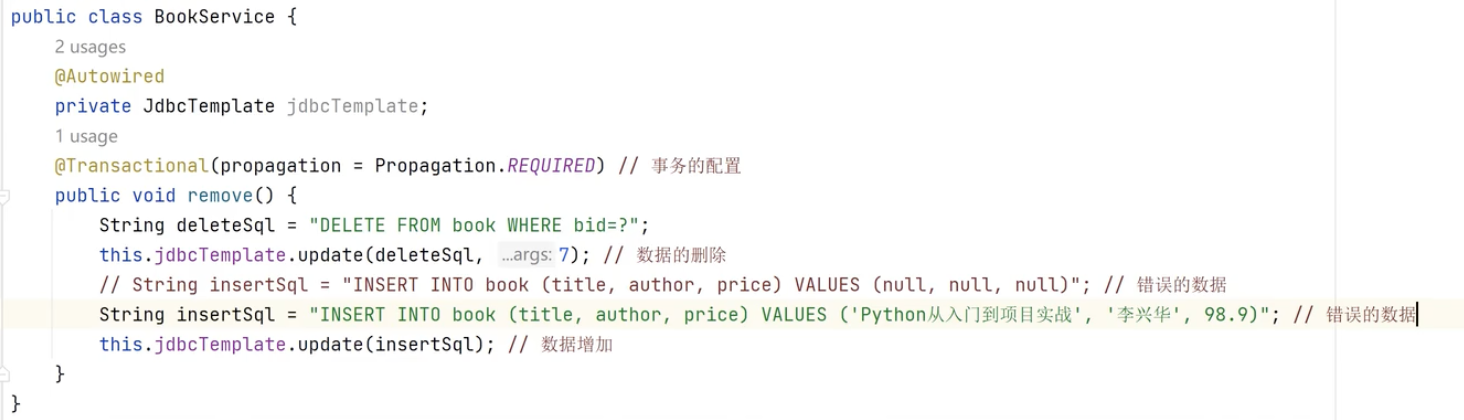 public class BookService {
2 usages
@Autowired
private JdbcTemplate jdbcTemplate;
1 usage
@Transactional(propagation = Propagation.REQUIRED) // 事务的配置
public void remove() {
String deleteSql = "DELETE FROM book WHERE bid=?";
this.jdbcTemplate.update(deleteSql, ...args: 7); // 数据的删除
// String insertSql = "INSERT INTO book (title, author, price) VALUES (null, null, null)"; // 错误的数据
String insertSql = "INSERT INTO book (title, author, price) VALUES ('Python从入门到项目实战', '李兴华', 98.9)"; // 错误的数据
this.jdbcTemplate.update(insertSql); // 数据增加
}
}